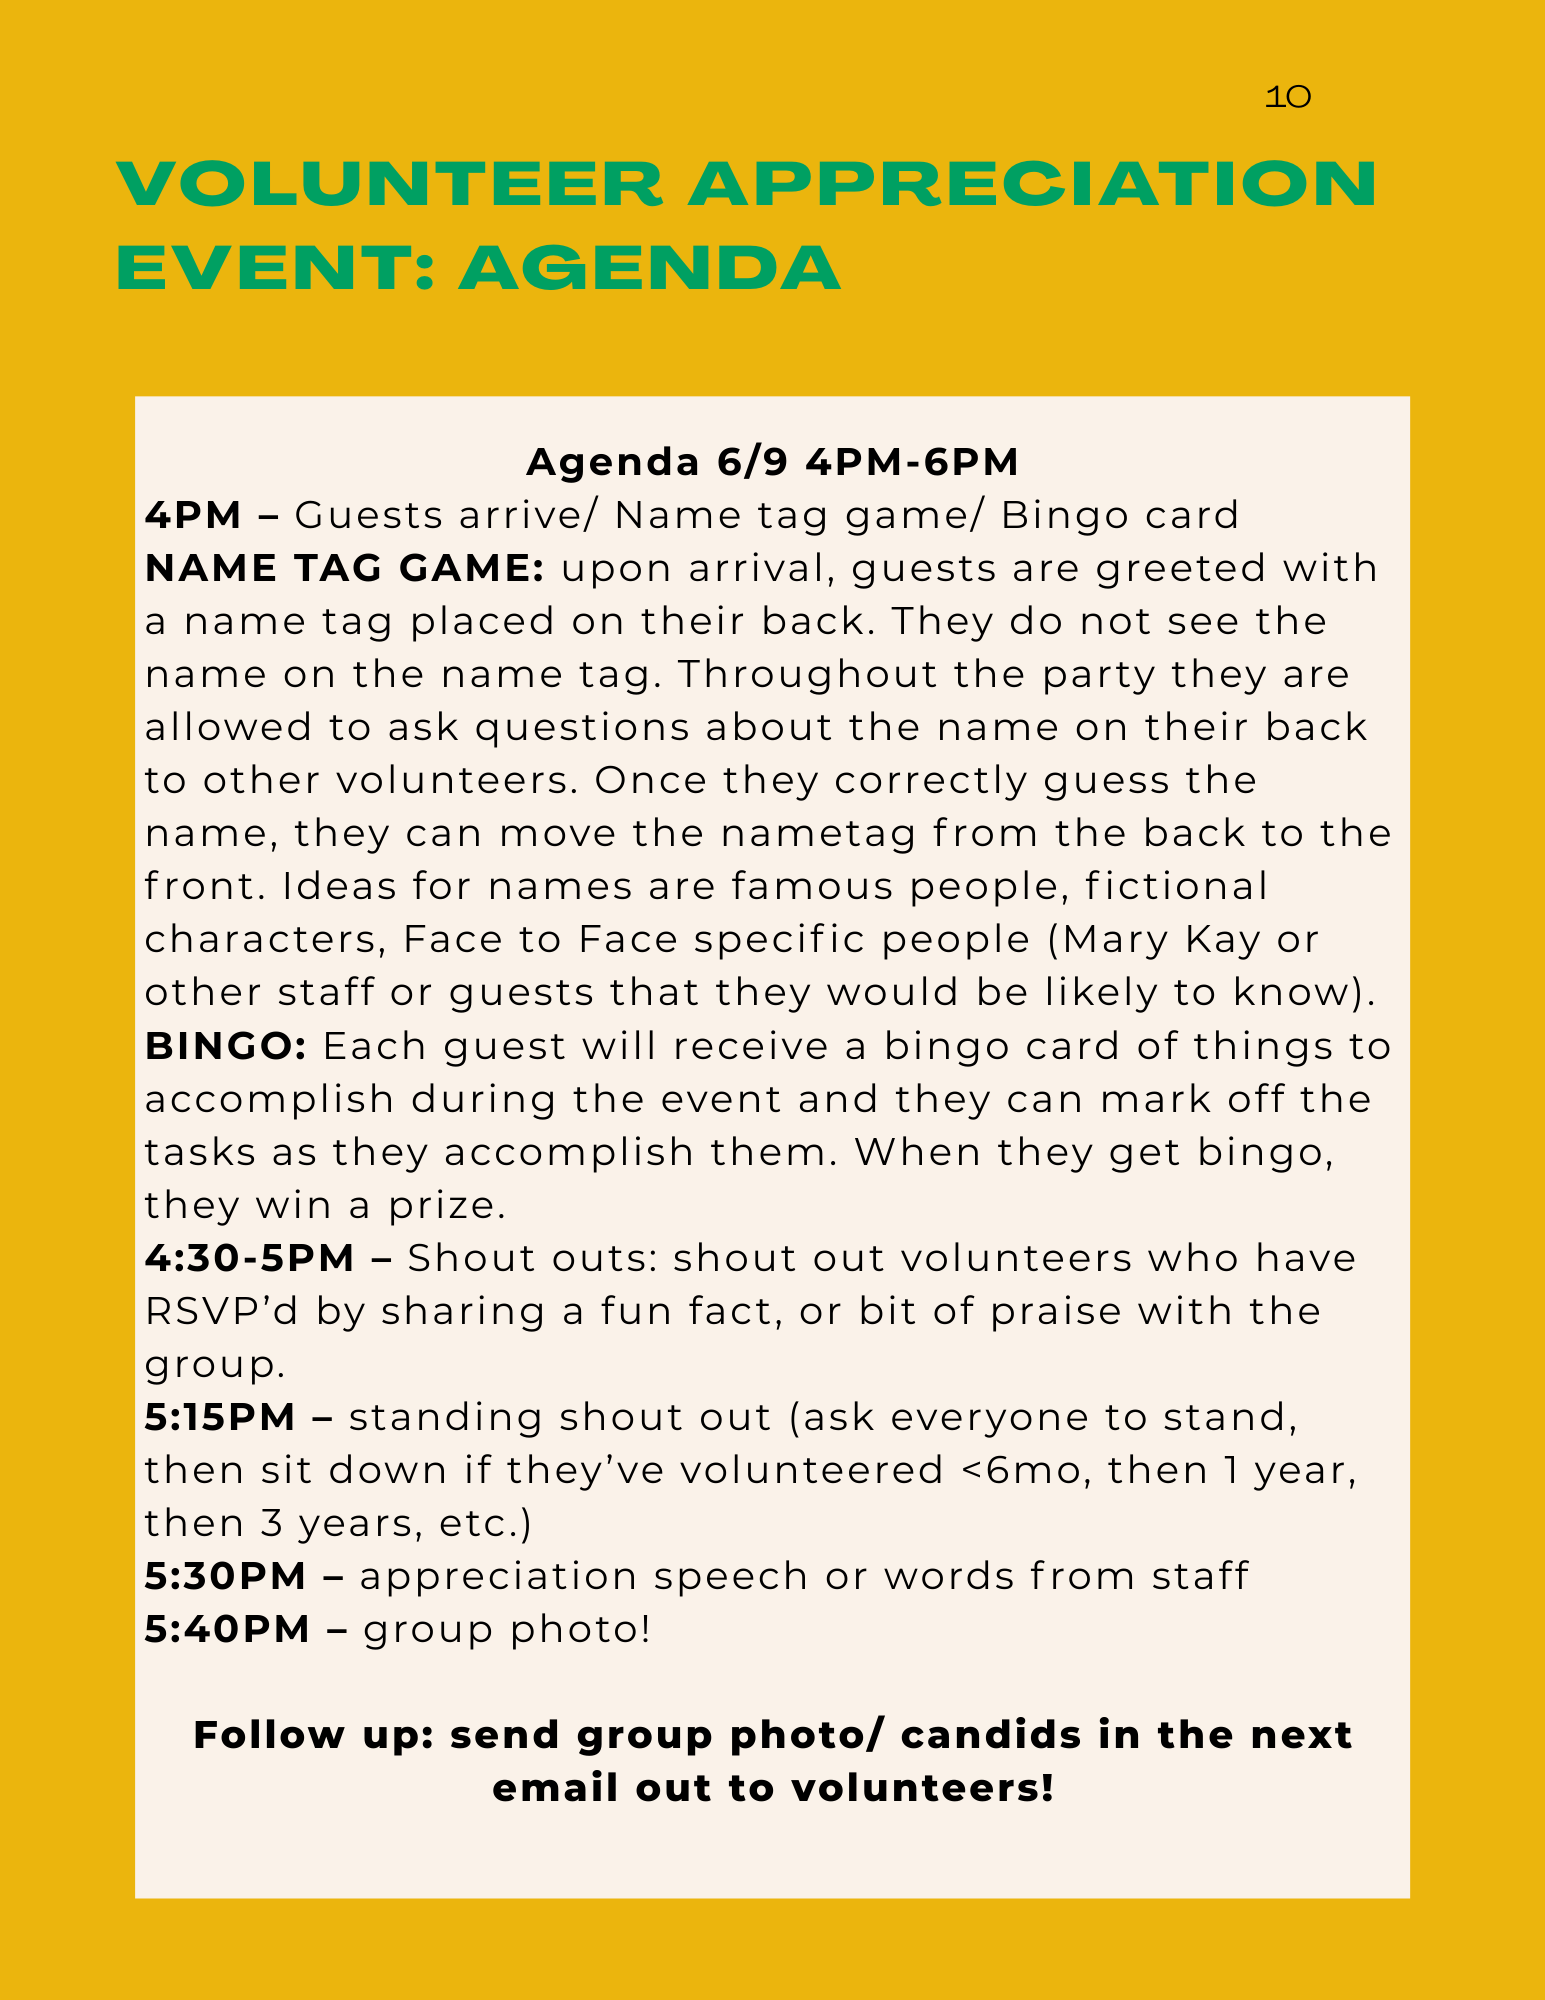 10
VOLUNTEER APPRECIATION
EVENT: AGENDA
Agenda 6/9 4PM-6PM
4PM – Guests arrive/ Name tag game/ Bingo card
NAME TAG GAME: upon arrival, guests are greeted with
a name tag placed on their back. They do not see the
name on the name tag. Throughout the party they are
allowed to ask questions about the name on their back
to other volunteers. Once they correctly guess the
name, they can move the nametag from the back to the
front. Ideas for names are famous people, fictional
characters, Face to Face specific people (Mary Kay or
other staff or guests that they would be likely to know).
BINGO: Each guest will receive a bingo card of things to
accomplish during the event and they can mark off the
tasks as they accomplish them. When they get bingo,
they win a prize.
4:30-5PM – Shout outs: shout out volunteers who have
RSVP’d by sharing a fun fact, or bit of praise with the
group.
5:15PM – standing shout out (ask everyone to stand,
then sit down if they’ve volunteered <6mo, then 1 year,
then 3 years, etc.)
5:30PM – appreciation speech or words from staff
5:40PM – group photo!
Follow up: send group photo/ candids in the next
email out to volunteers!